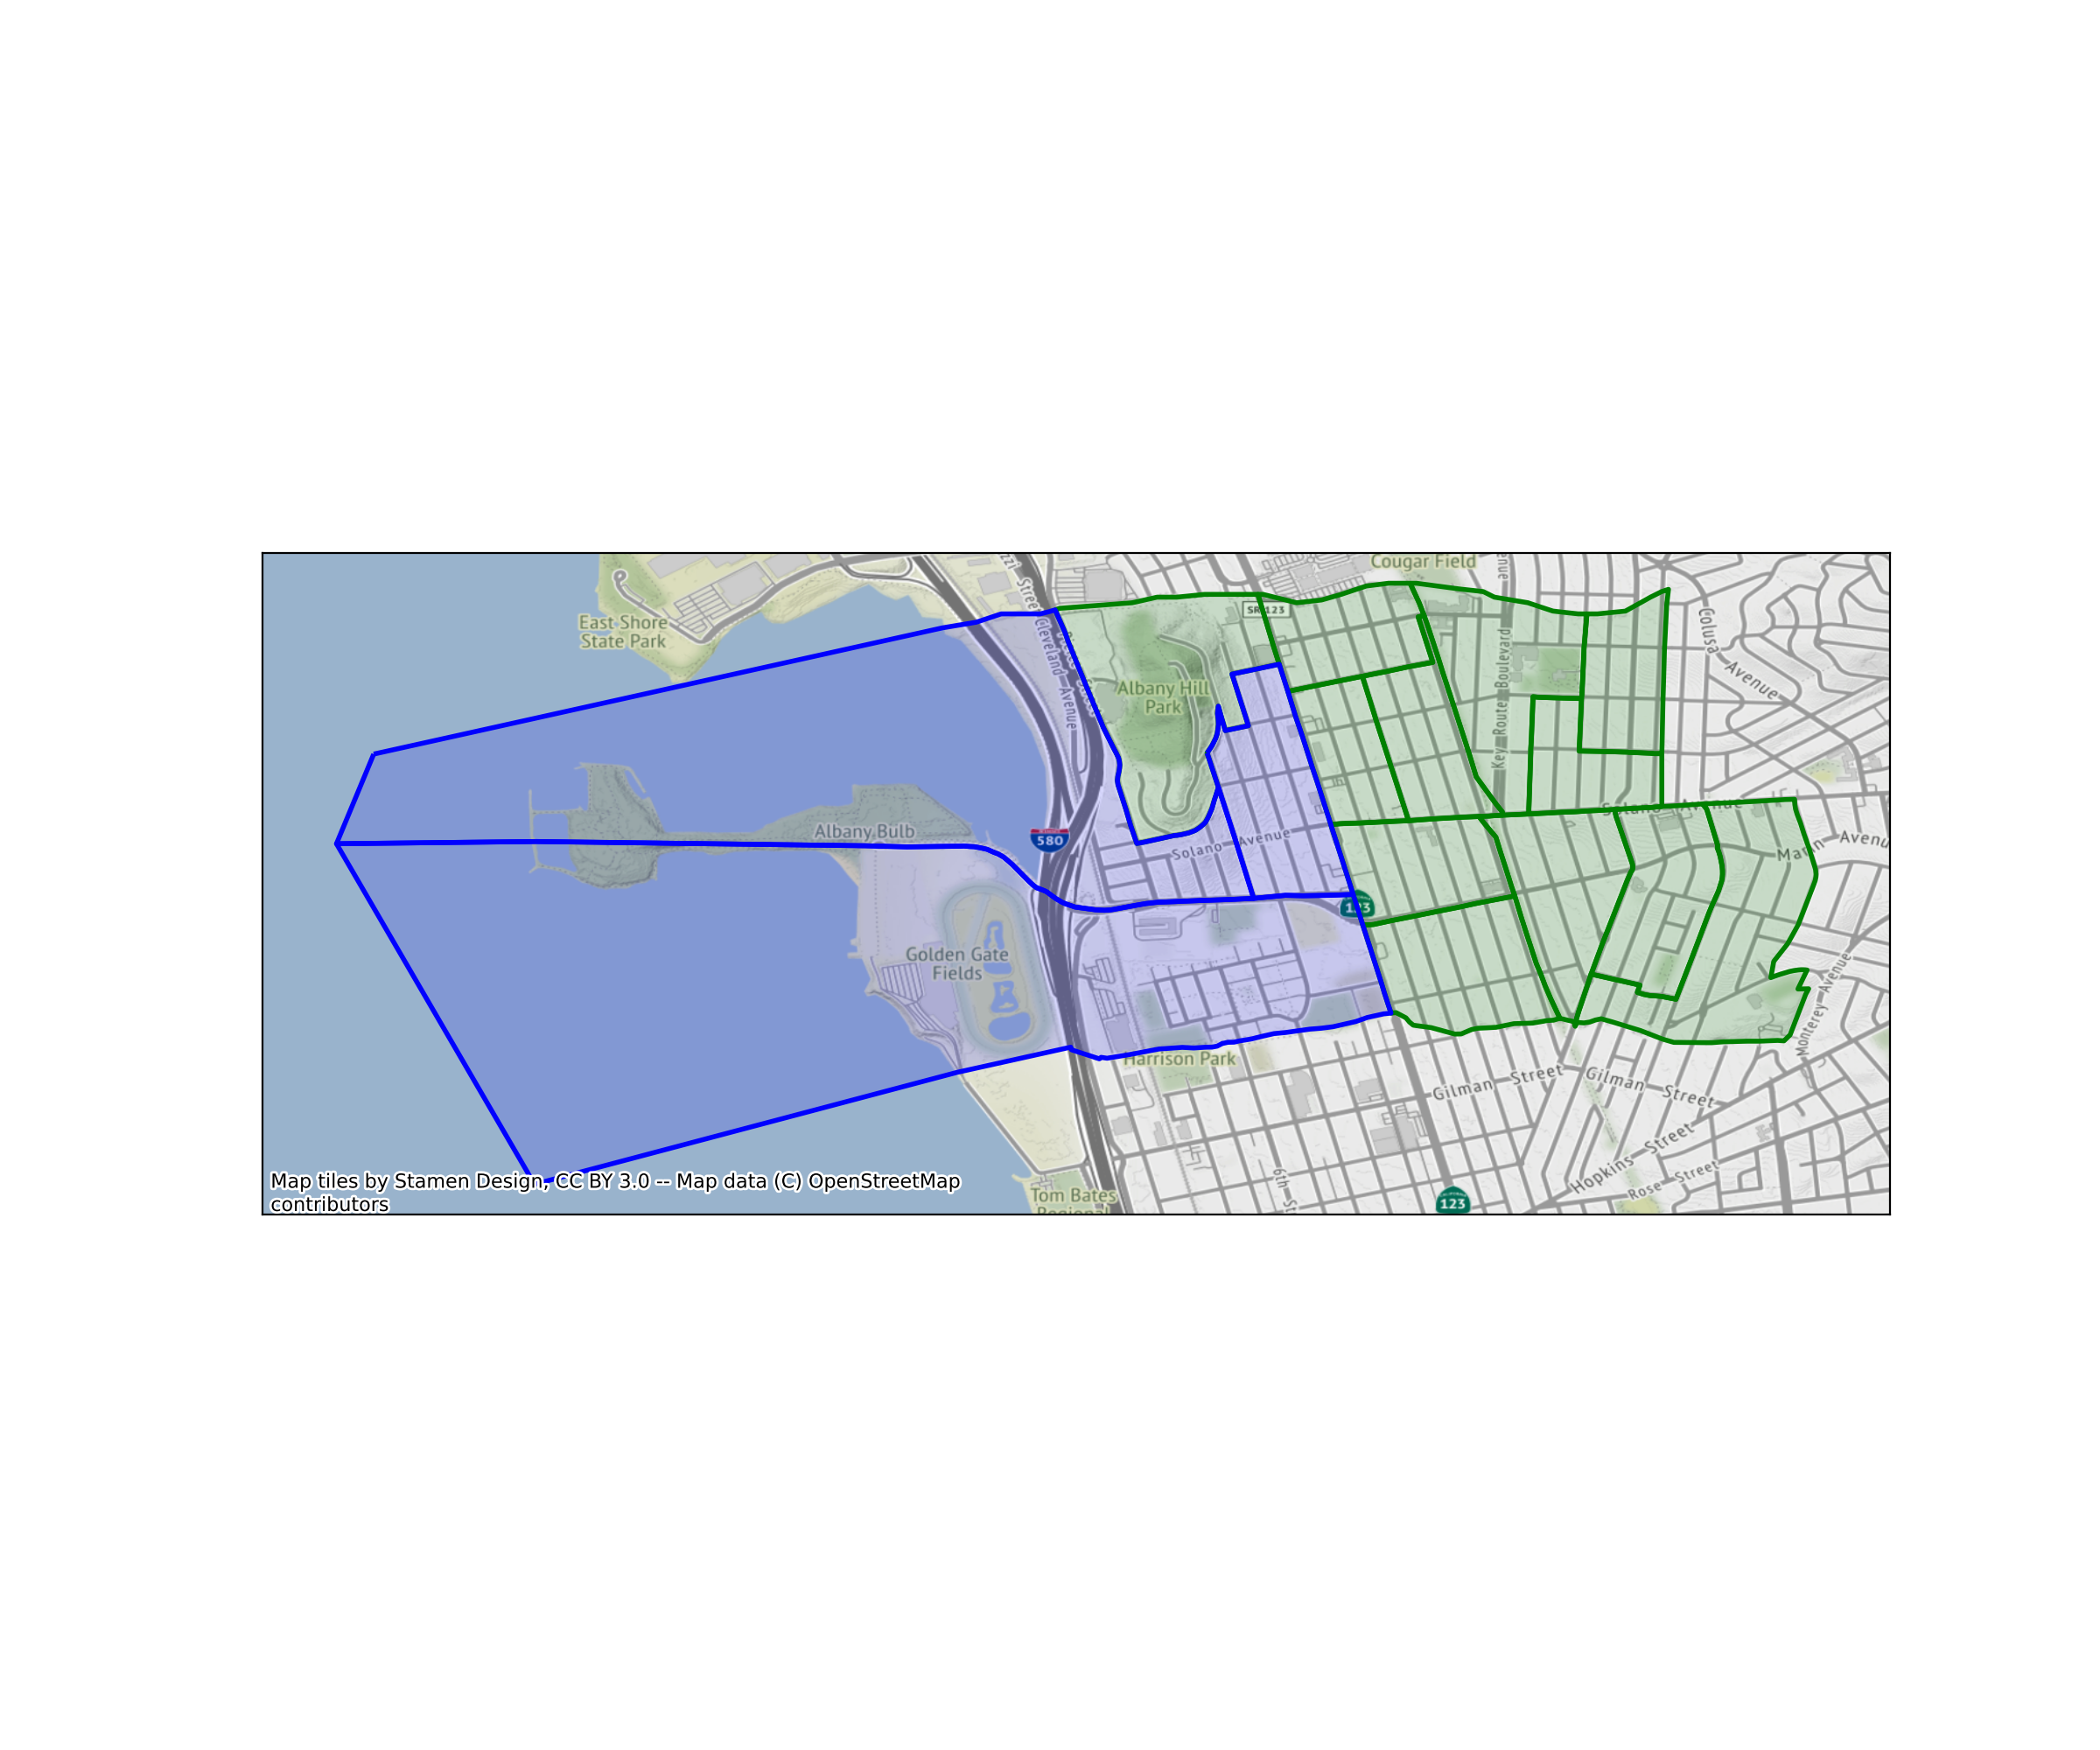 Cougar Field
East Shore
State Park
SR 123
Cleveland Avenue
Colusa Avenue
Key Route Boulevard
Albany Hill
Park
Solano Avenue
Albany Bulb
580
Solano Avenue
Marin Avenu
123
Golden Gate
Fields
Monterey Avenue
Harrison Park
Gilman Street
Gilman Street
Hopkins Street
Rose Street
6th St
Tom Bates
Regional
123
Map tiles by Stamen Design, CC BY 3.0 -- Map data (C) OpenStreetMap
contributors